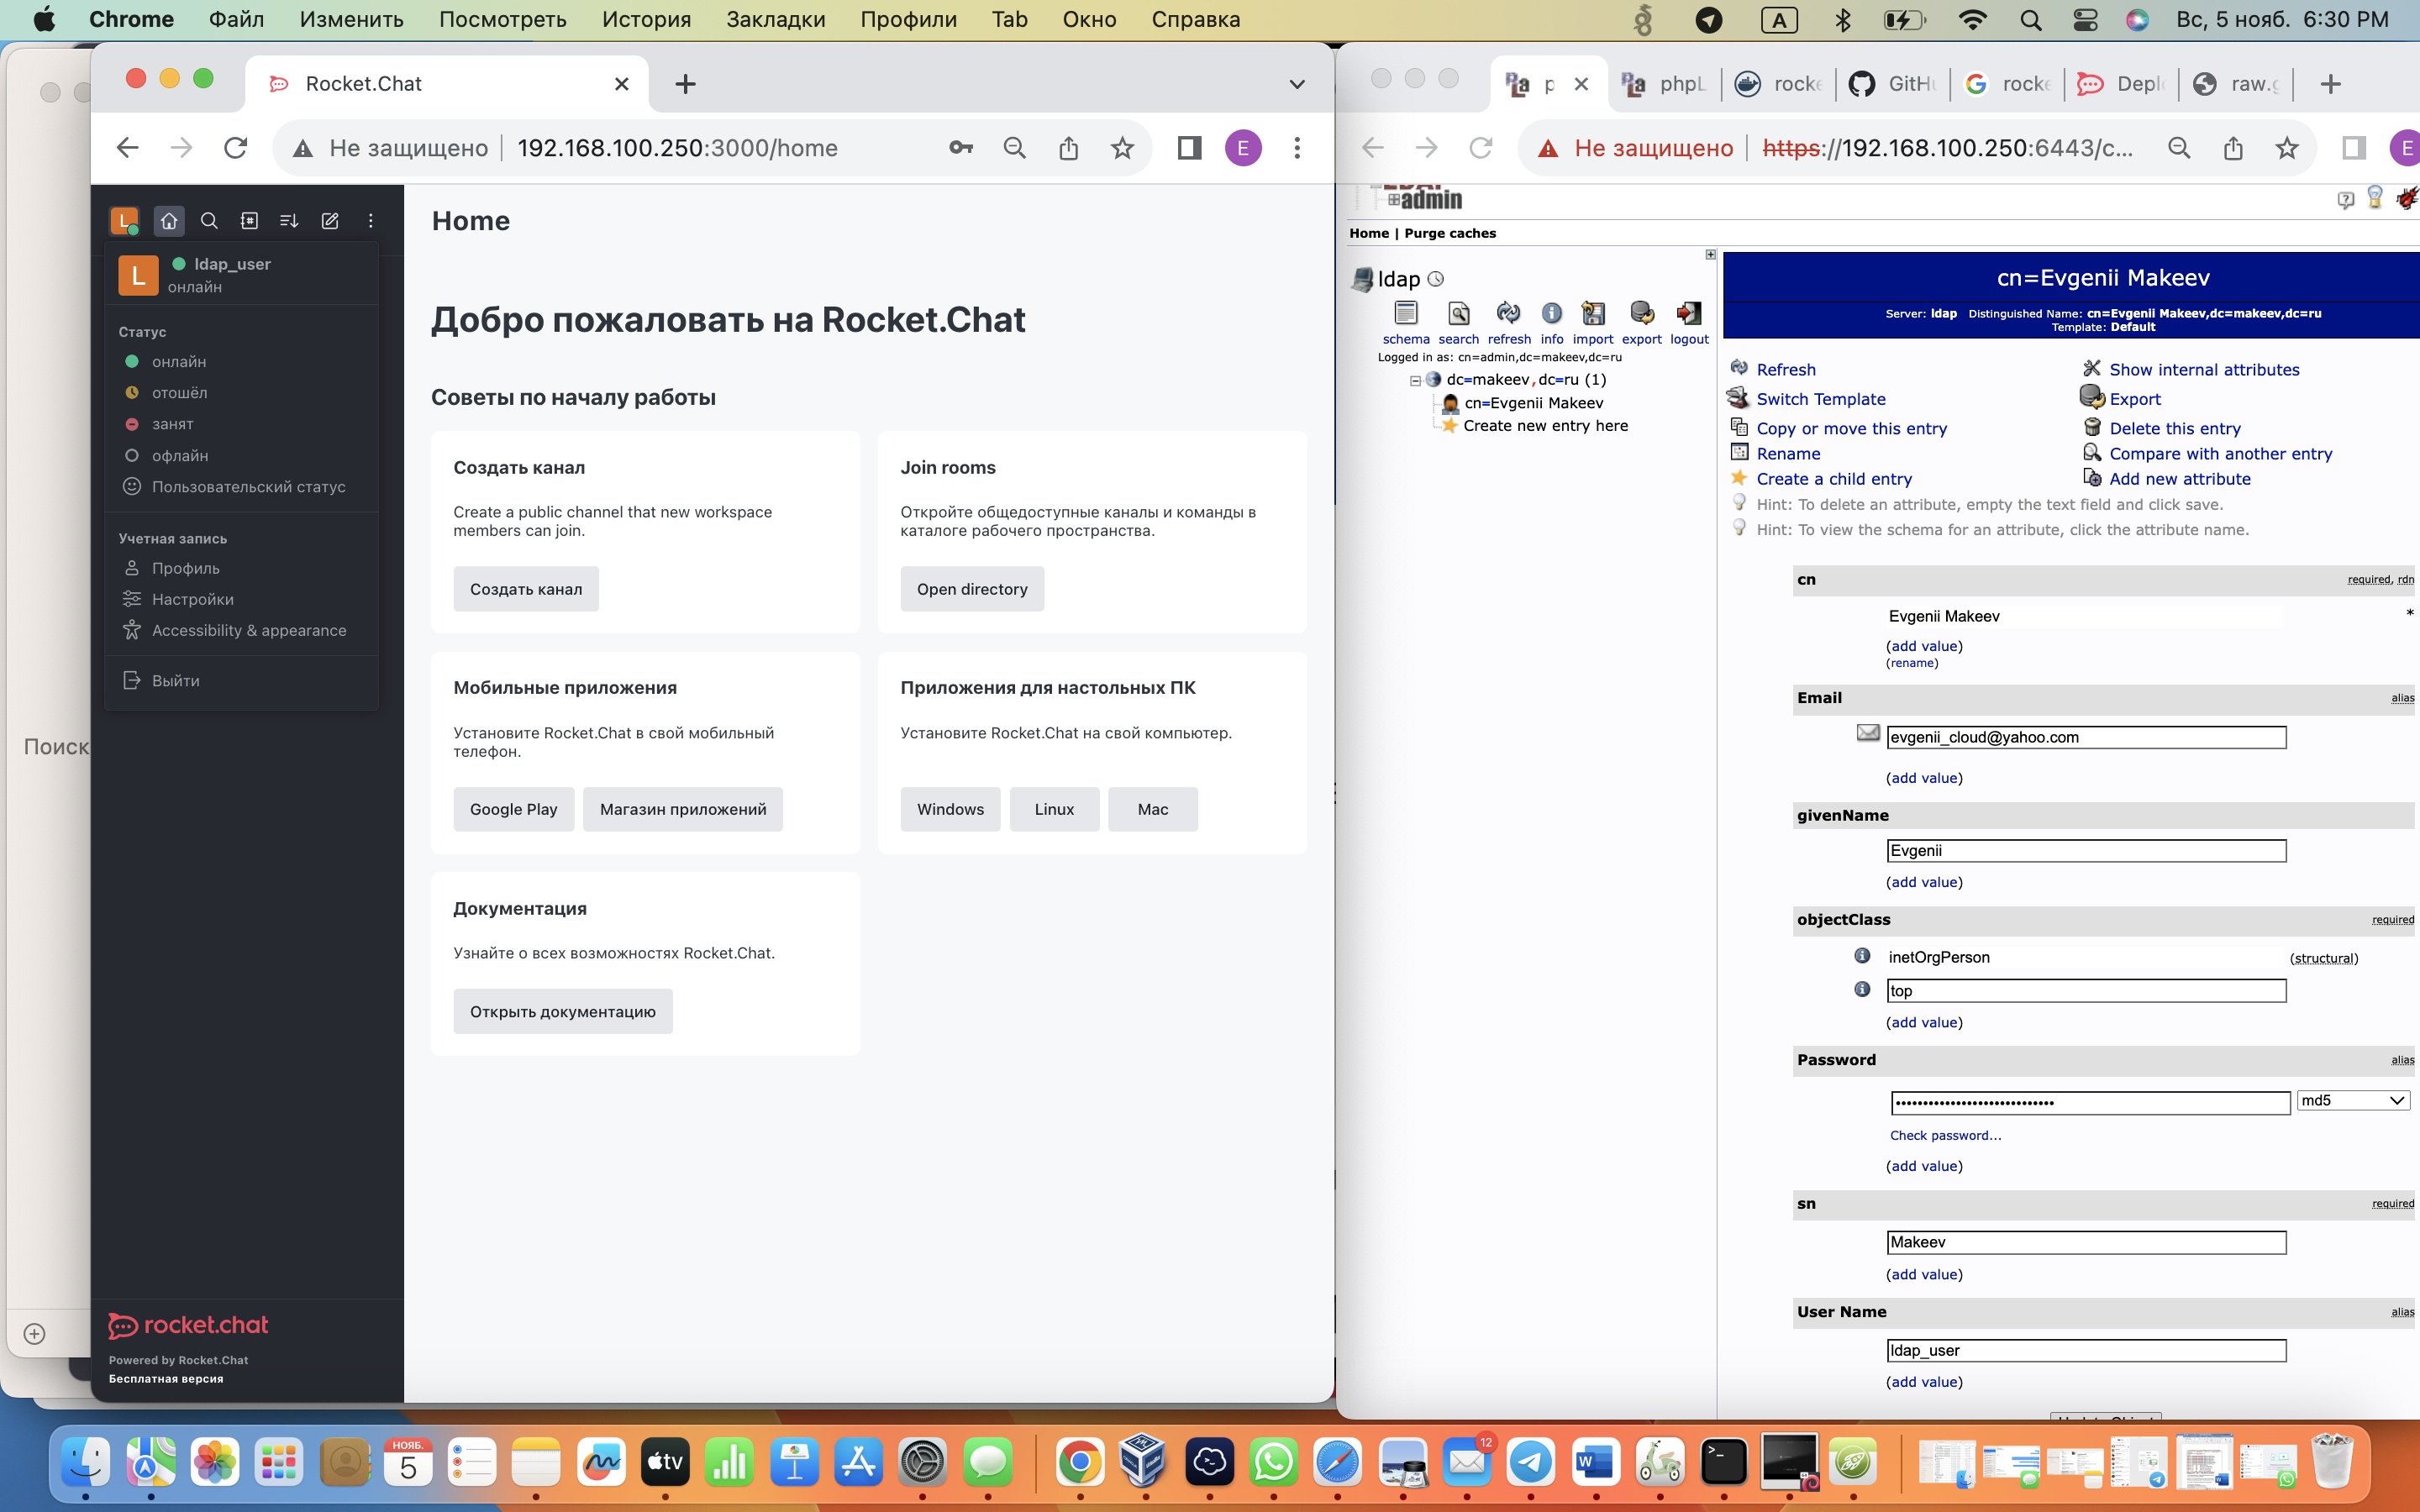 Chrome Файл Изменить Посмотреть История Закладки Профили Tab Окно Справка
A Вс, 5 нояб. 6:30 PM
Rocket.Chat
Не защищено 192.168.100.250:3000/home E
L
L ldap_user
онлайн
Статус
онлайн
отошёл
занят
офлайн
Пользовательский статус
Учетная запись
Профиль
Настройки
Accessibility & appearance
Выйти
Поиск
rocket.chat
Powered by Rocket.Chat
Бесплатная версия
Home
Добро пожаловать на Rocket.Chat
Советы по началу работы
Создать канал
Create a public channel that new workspace
members can join.
Создать канал
Join rooms
Откройте общедоступные каналы и команды в
каталоге рабочего пространства.
Open directory
Мобильные приложения
Установите Rocket.Chat в свой мобильный
телефон.
Google Play Магазин приложений
Приложения для настольных ПК
Установите Rocket.Chat на свой компьютер.
Windows Linux Mac
Документация
Узнайте о всех возможностях Rocket.Chat.
Открыть документацию
p phpL rocke GitHu rocke Deplo raw.g
Не защищено https://192.168.100.250:6443/c... E
admin
Home | Purge caches
ldap
schema search refresh info import export logout
Logged in as: cn=admin,dc=makeev,dc=ru
dc=makeev,dc=ru (1)
cn=Evgenii Makeev
Create new entry here
cn=Evgenii Makeev
Server: ldap Distinguished Name: cn=Evgenii Makeev,dc=makeev,dc=ru
Template: Default
Refresh Show internal attributes
Switch Template Export
Copy or move this entry Delete this entry
Rename Compare with another entry
Create a child entry Add new attribute
Hint: To delete an attribute, empty the text field and click save.
Hint: To view the schema for an attribute, click the attribute name.
cn required, rdn
Evgenii Makeev *
(add value)
(rename)
Email alias
evgenii_cloud@yahoo.com
(add value)
givenName
Evgenii
(add value)
objectClass required
inetOrgPerson (structural)
top
(add value)
Password alias
••••••••••••••••••••••••••••• md5
Check password...
(add value)
sn required
Makeev
(add value)
User Name alias
ldap_user
(add value)
НОЯБ.
5
tv
12
W